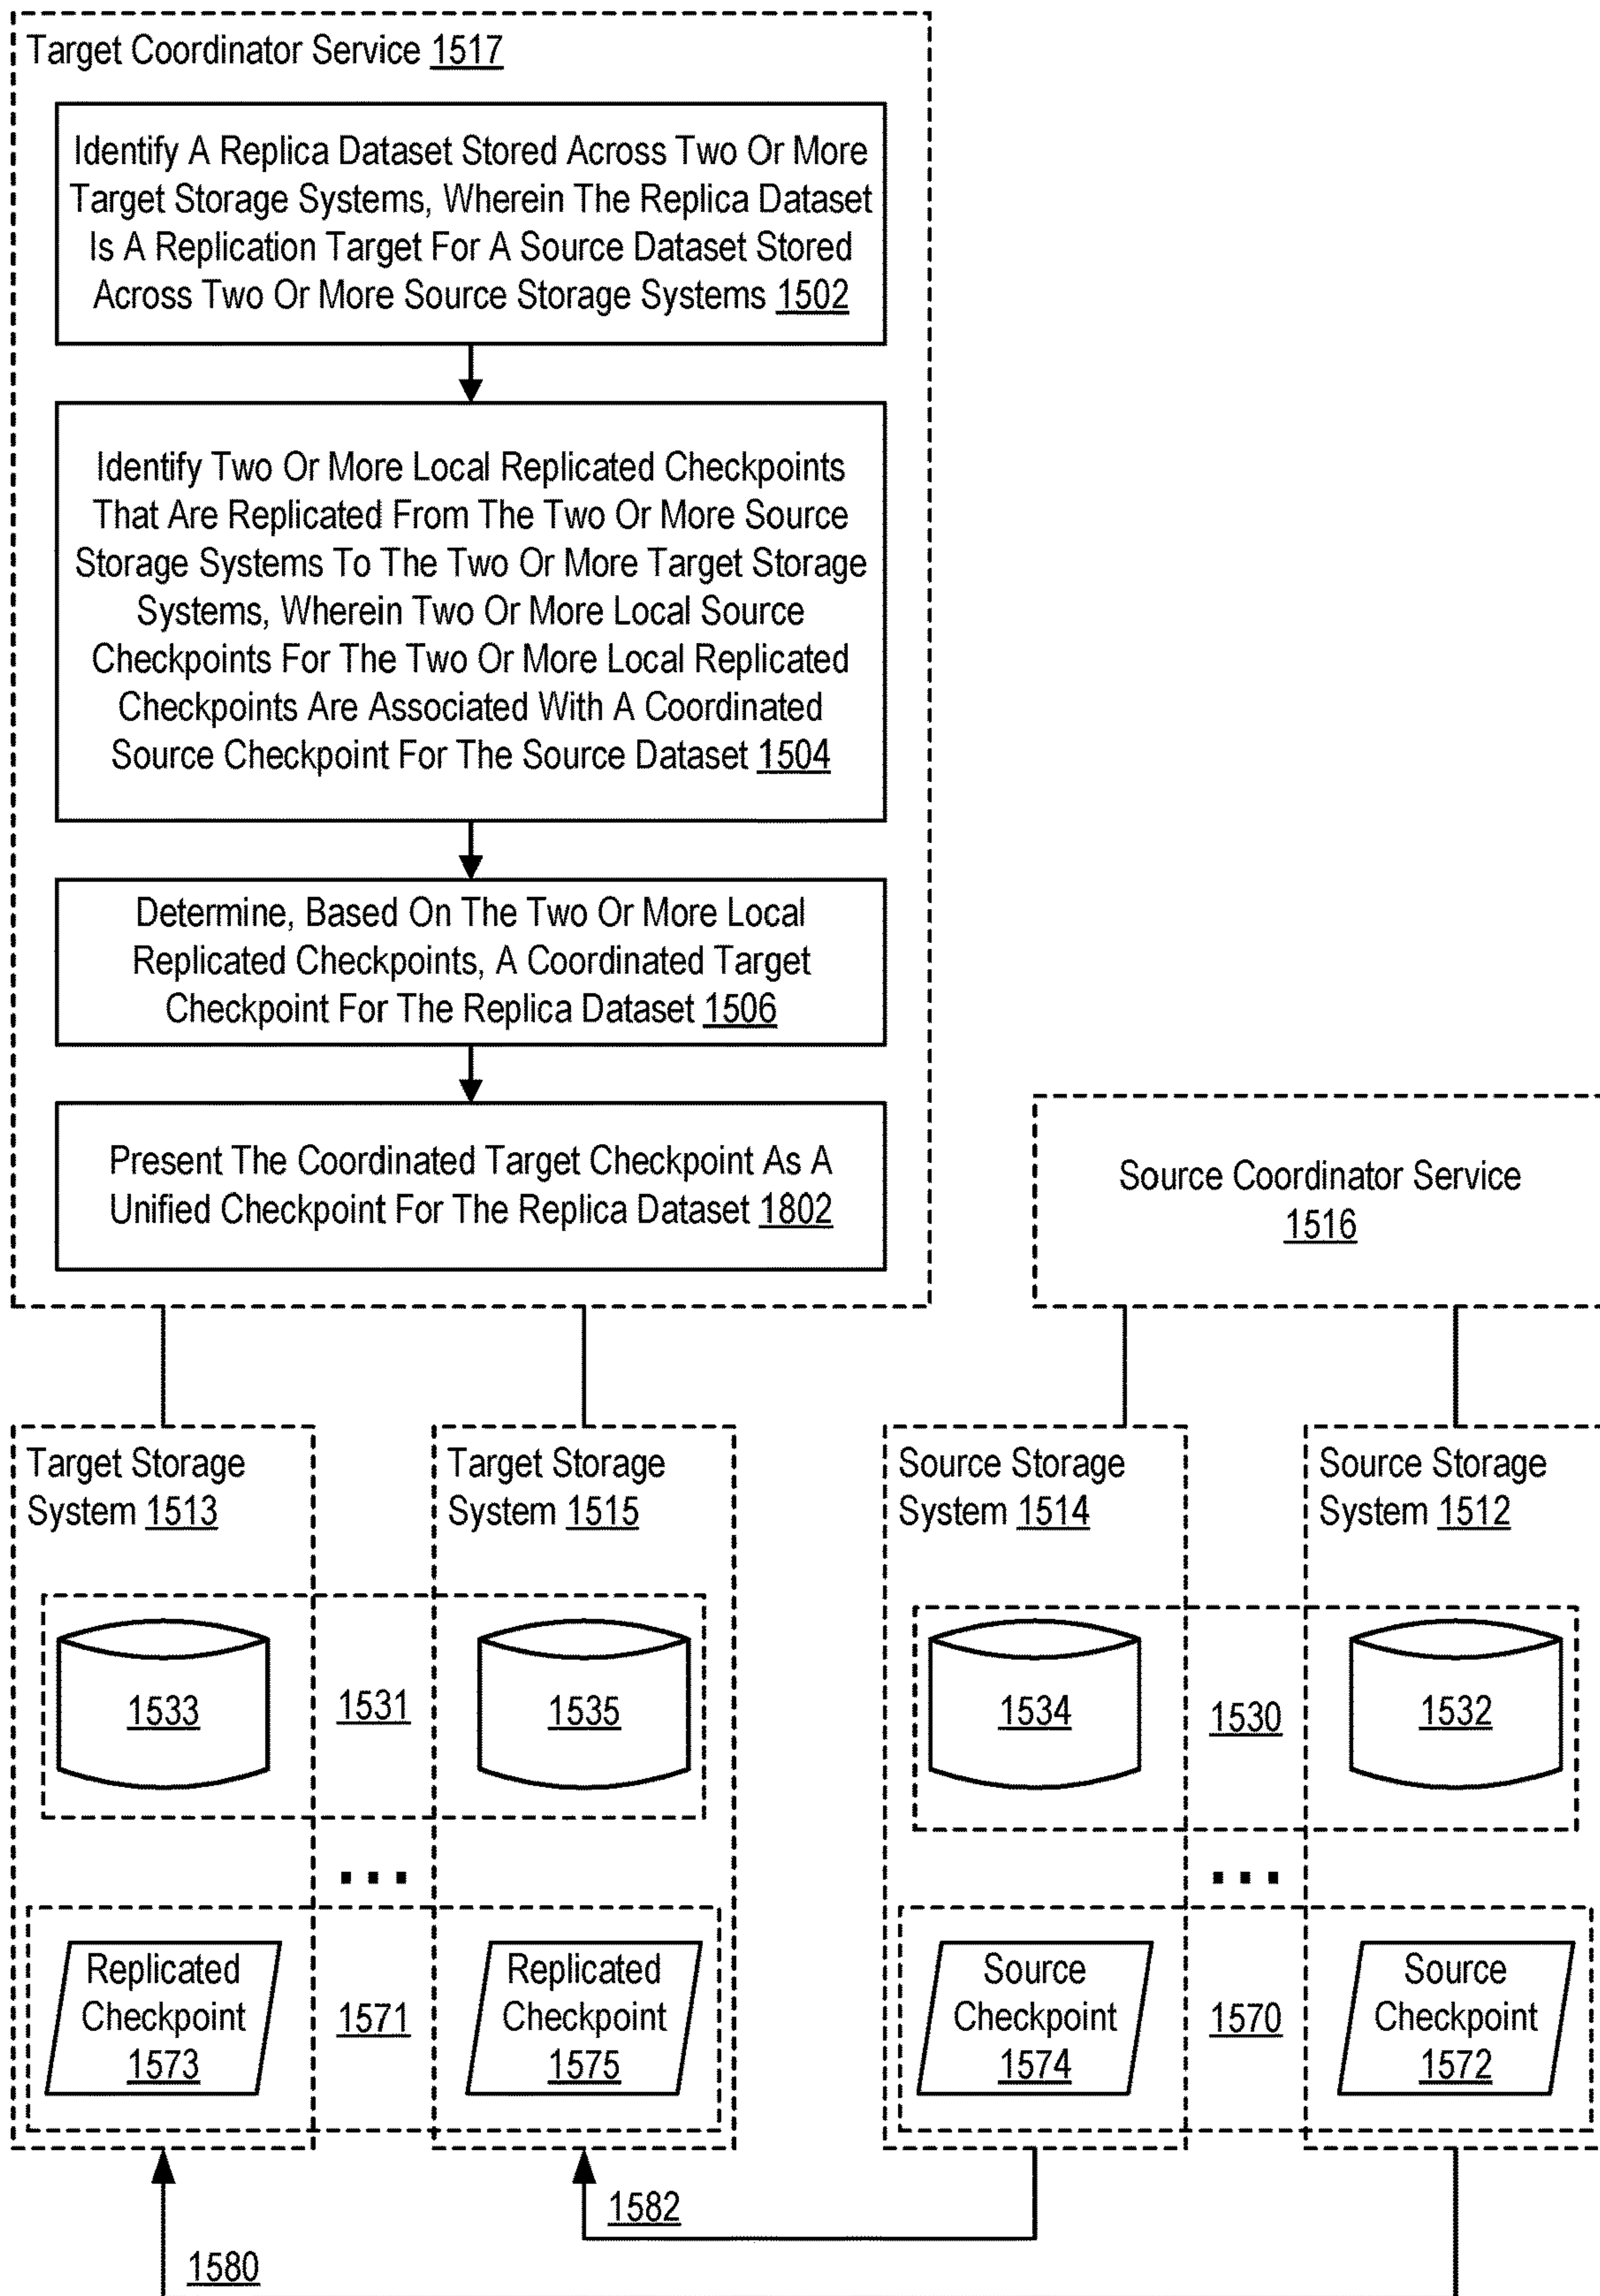 Target Coordinator Service 1517
Identify A Replica Dataset Stored Across Two Or More
Target Storage Systems, Wherein The Replica Dataset
Is A Replication Target For A Source Dataset Stored
Across Two Or More Source Storage Systems 1502
Identify Two Or More Local Replicated Checkpoints
That Are Replicated From The Two Or More Source
Storage Systems To The Two Or More Target Storage
Systems, Wherein Two Or More Local Source
Checkpoints For The Two Or More Local Replicated
Checkpoints Are Associated With A Coordinated
Source Checkpoint For The Source Dataset 1504
Determine, Based On The Two Or More Local
Replicated Checkpoints, A Coordinated Target
Checkpoint For The Replica Dataset 1506
Present The Coordinated Target Checkpoint As A
Unified Checkpoint For The Replica Dataset 1802
Source Coordinator Service
1516
Target Storage
System 1513
Target Storage
System 1515
Source Storage
System 1514
Source Storage
System 1512
1533
1531
1535
1534
1530
1532
Replicated
Checkpoint
1573
1571
Replicated
Checkpoint
1575
Source
Checkpoint
1574
1570
Source
Checkpoint
1572
1582
1580